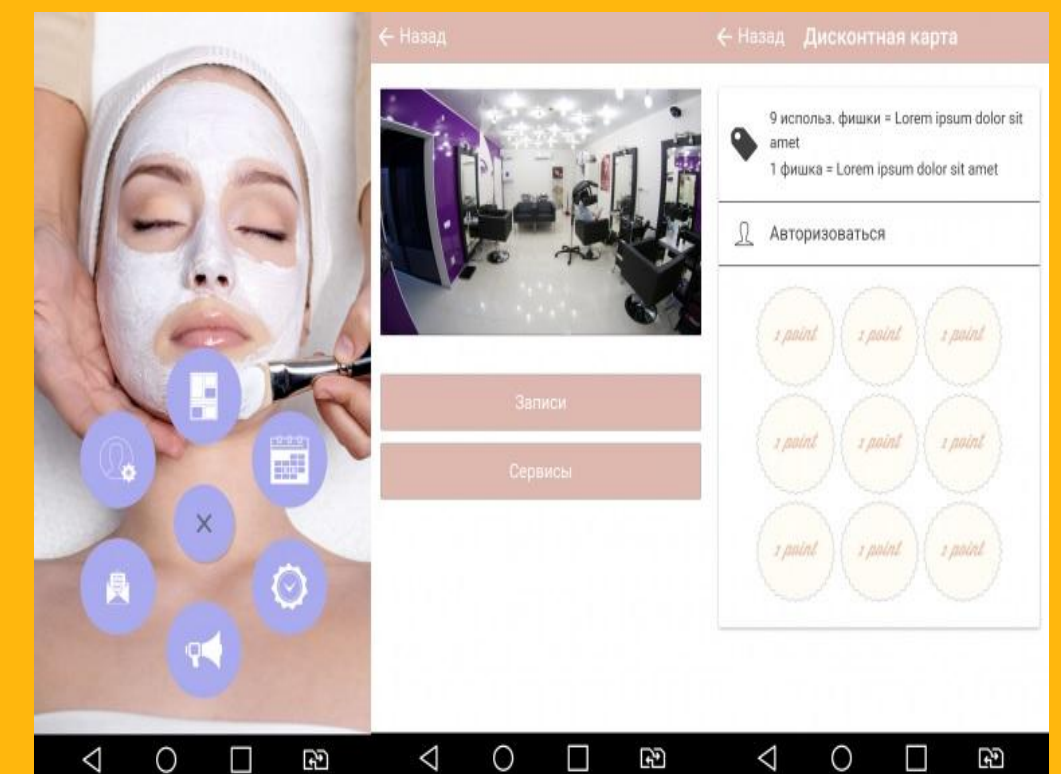 ← Назад
Записи
Сервисы
← Назад Дисконтная карта
9 использ. фишки = Lorem ipsum dolor sit
amet
1 фишка = Lorem ipsum dolor sit amet
Авторизоваться
1 point 1 point 1 point
1 point 1 point 1 point
1 point 1 point 1 point